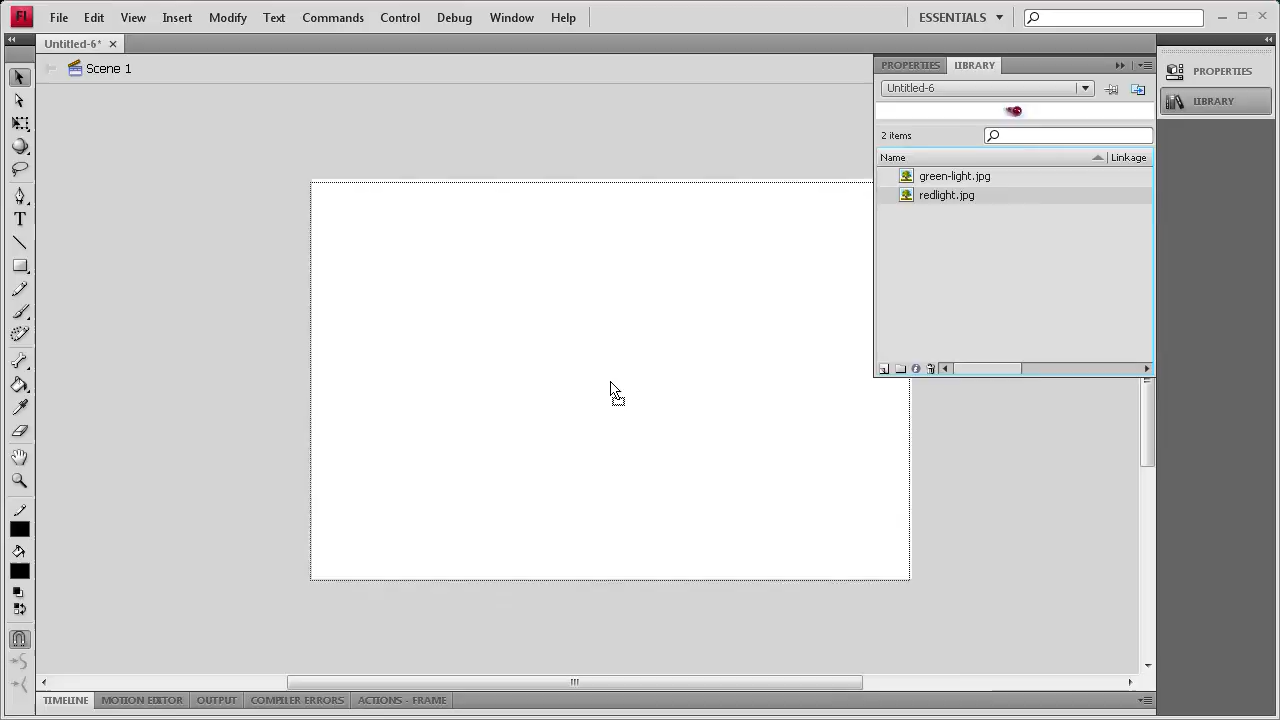 Fl File Edit View Insert Modify Text Commands Control Debug Window Help ESSENTIALS
Untitled-6*
Scene 1
PROPERTIES LIBRARY
Untitled-6
2 items
Name Linkage
green-light.jpg
redlight.jpg
PROPERTIES
LIBRARY
T
TIMELINE MOTION EDITOR OUTPUT COMPILER ERRORS ACTIONS - FRAME